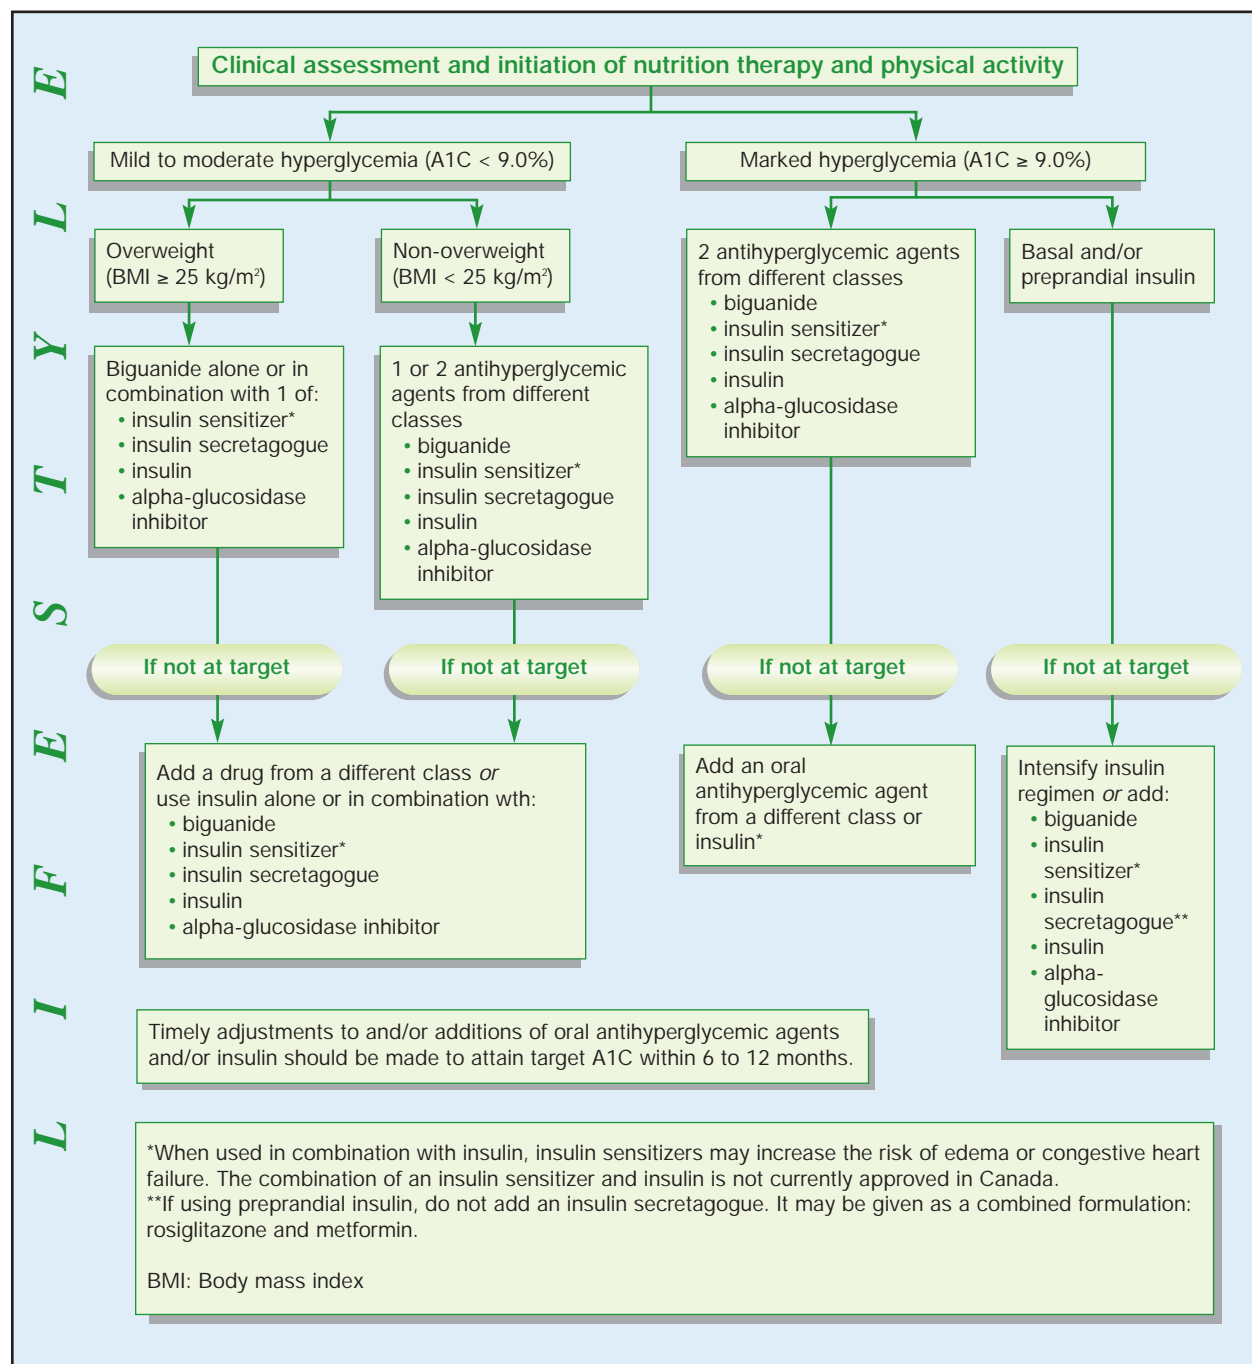 Clinical assessment and initiation of nutrition therapy and physical activity
Mild to moderate hyperglycemia (A1C < 9.0%)
Marked hyperglycemia (A1C ≥ 9.0%)
Overweight
(BMI ≥ 25 kg/m²)
Non-overweight
(BMI < 25 kg/m²)
2 antihyperglycemic agents
from different classes
• biguanide
• insulin sensitizer*
• insulin secretagogue
• insulin
• alpha-glucosidase
inhibitor
Basal and/or
preprandial insulin
Biguanide alone or in
combination with 1 of:
• insulin sensitizer*
• insulin secretagogue
• insulin
• alpha-glucosidase
inhibitor
1 or 2 antihyperglycemic
agents from different
classes
• biguanide
• insulin sensitizer*
• insulin secretagogue
• insulin
• alpha-glucosidase
inhibitor
If not at target
If not at target
If not at target
If not at target
Add a drug from a different class or
use insulin alone or in combination wth:
• biguanide
• insulin sensitizer*
• insulin secretagogue
• insulin
• alpha-glucosidase inhibitor
Add an oral
antihyperglycemic agent
from a different class or
insulin*
Intensify insulin
regimen or add:
• biguanide
• insulin
sensitizer*
• insulin
secretagogue**
• insulin
• alpha-
glucosidase
inhibitor
Timely adjustments to and/or additions of oral antihyperglycemic agents
and/or insulin should be made to attain target A1C within 6 to 12 months.
*When used in combination with insulin, insulin sensitizers may increase the risk of edema or congestive heart
failure. The combination of an insulin sensitizer and insulin is not currently approved in Canada.
**If using preprandial insulin, do not add an insulin secretagogue. It may be given as a combined formulation:
rosiglitazone and metformin.
BMI: Body mass index
LIFESTYLE